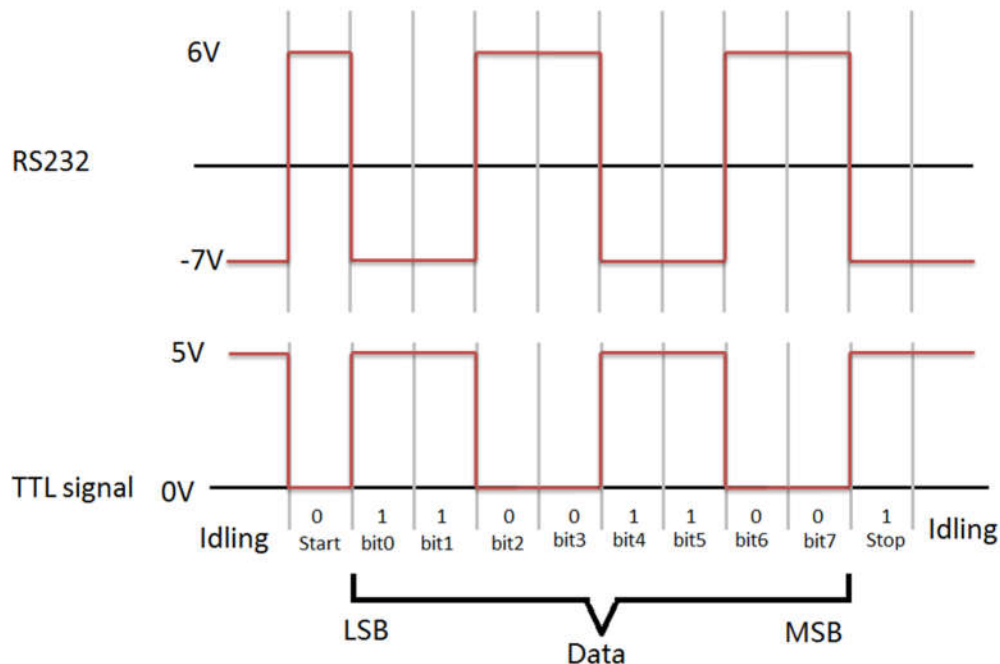 6V
RS232
-7V
5V
TTL signal 0V
0 1 1 0 0 1 1 0 0 1
Idling Start bit0 bit1 bit2 bit3 bit4 bit5 bit6 bit7 Stop Idling
LSB MSB
Data